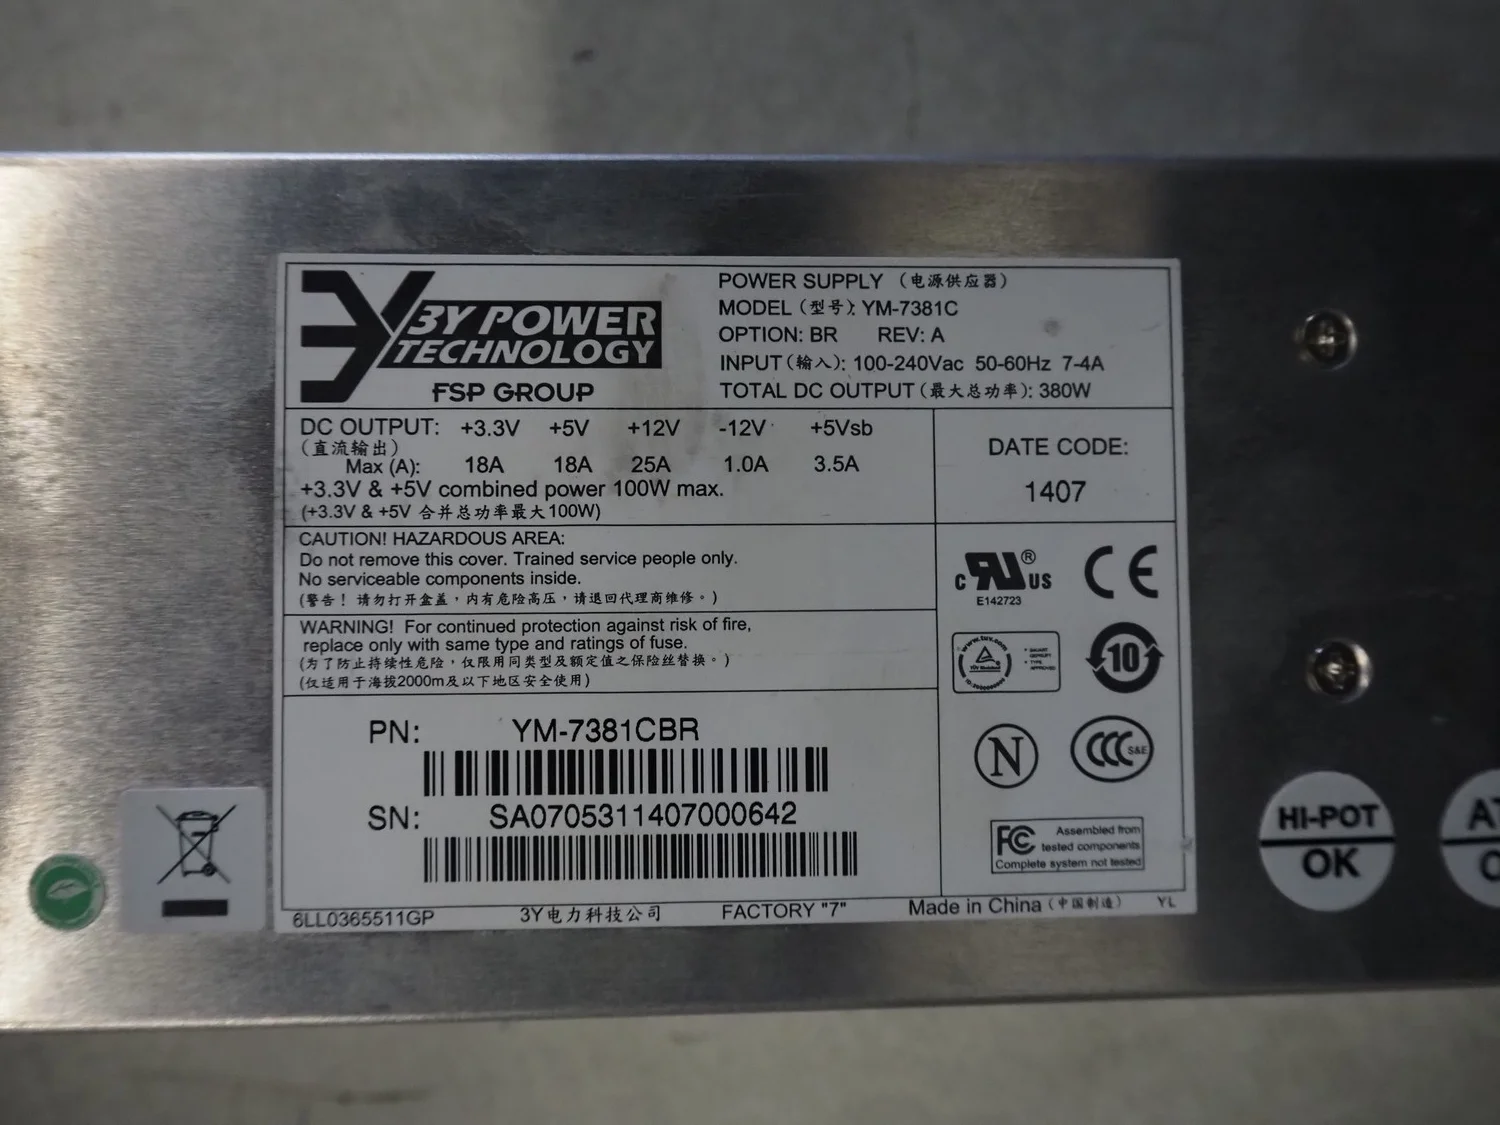 3Y POWER
TECHNOLOGY
FSP GROUP
POWER SUPPLY (电源供应器)
MODEL (型号): YM-7381C
OPTION: BR REV: A
INPUT (输入): 100-240Vac 50-60Hz 7-4A
TOTAL DC OUTPUT (最大总功率): 380W
DC OUTPUT: +3.3V +5V +12V -12V +5Vsb
(直流输出)
Max (A): 18A 18A 25A 1.0A 3.5A
+3.3V & +5V combined power 100W max.
(+3.3V & +5V 合并总功率最大100W)
DATE CODE:
1407
CAUTION! HAZARDOUS AREA:
Do not remove this cover. Trained service people only.
No serviceable components inside.
(警告！请勿打开盒盖，内有危险高压，请退回代理商维修。)
WARNING! For continued protection against risk of fire,
replace only with same type and ratings of fuse.
(为了防止持续性危险，仅限用同类型及额定值之保险丝替换。)
(仅适用于海拔2000m及以下地区安全使用)
c RU ® US
E142723
CE
www.tuv.com
10
N
CCC S&E
PN: YM-7381CBR
SN: SA0705311407000642
FC Assembled from
tested components
Complete system not tested
6LL0365511GP 3Y电力科技公司 FACTORY "7" Made in China (中国制造) YL
HI-POT
OK